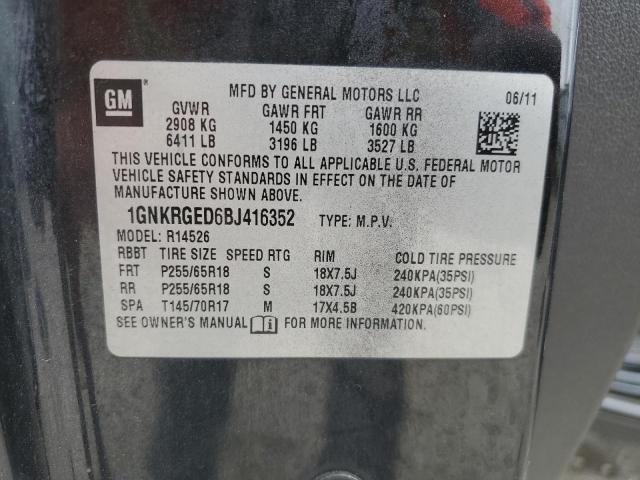 GM
MFD BY GENERAL MOTORS LLC 06/11
GVWR GAWR FRT GAWR RR
2908 KG 1450 KG 1600 KG
6411 LB 3196 LB 3527 LB
THIS VEHICLE CONFORMS TO ALL APPLICABLE U.S. FEDERAL MOTOR
VEHICLE SAFETY STANDARDS IN EFFECT ON THE DATE OF
MANUFACTURE SHOWN ABOVE.
1GNKRGED6BJ416352 TYPE: M.P.V.
MODEL: R14526
RBBT TIRE SIZE SPEED RTG RIM COLD TIRE PRESSURE
FRT P255/65R18 S 18X7.5J 240KPA(35PSI)
RR P255/65R18 S 18X7.5J 240KPA(35PSI)
SPA T145/70R17 M 17X4.5B 420KPA(60PSI)
SEE OWNER'S MANUAL FOR MORE INFORMATION.